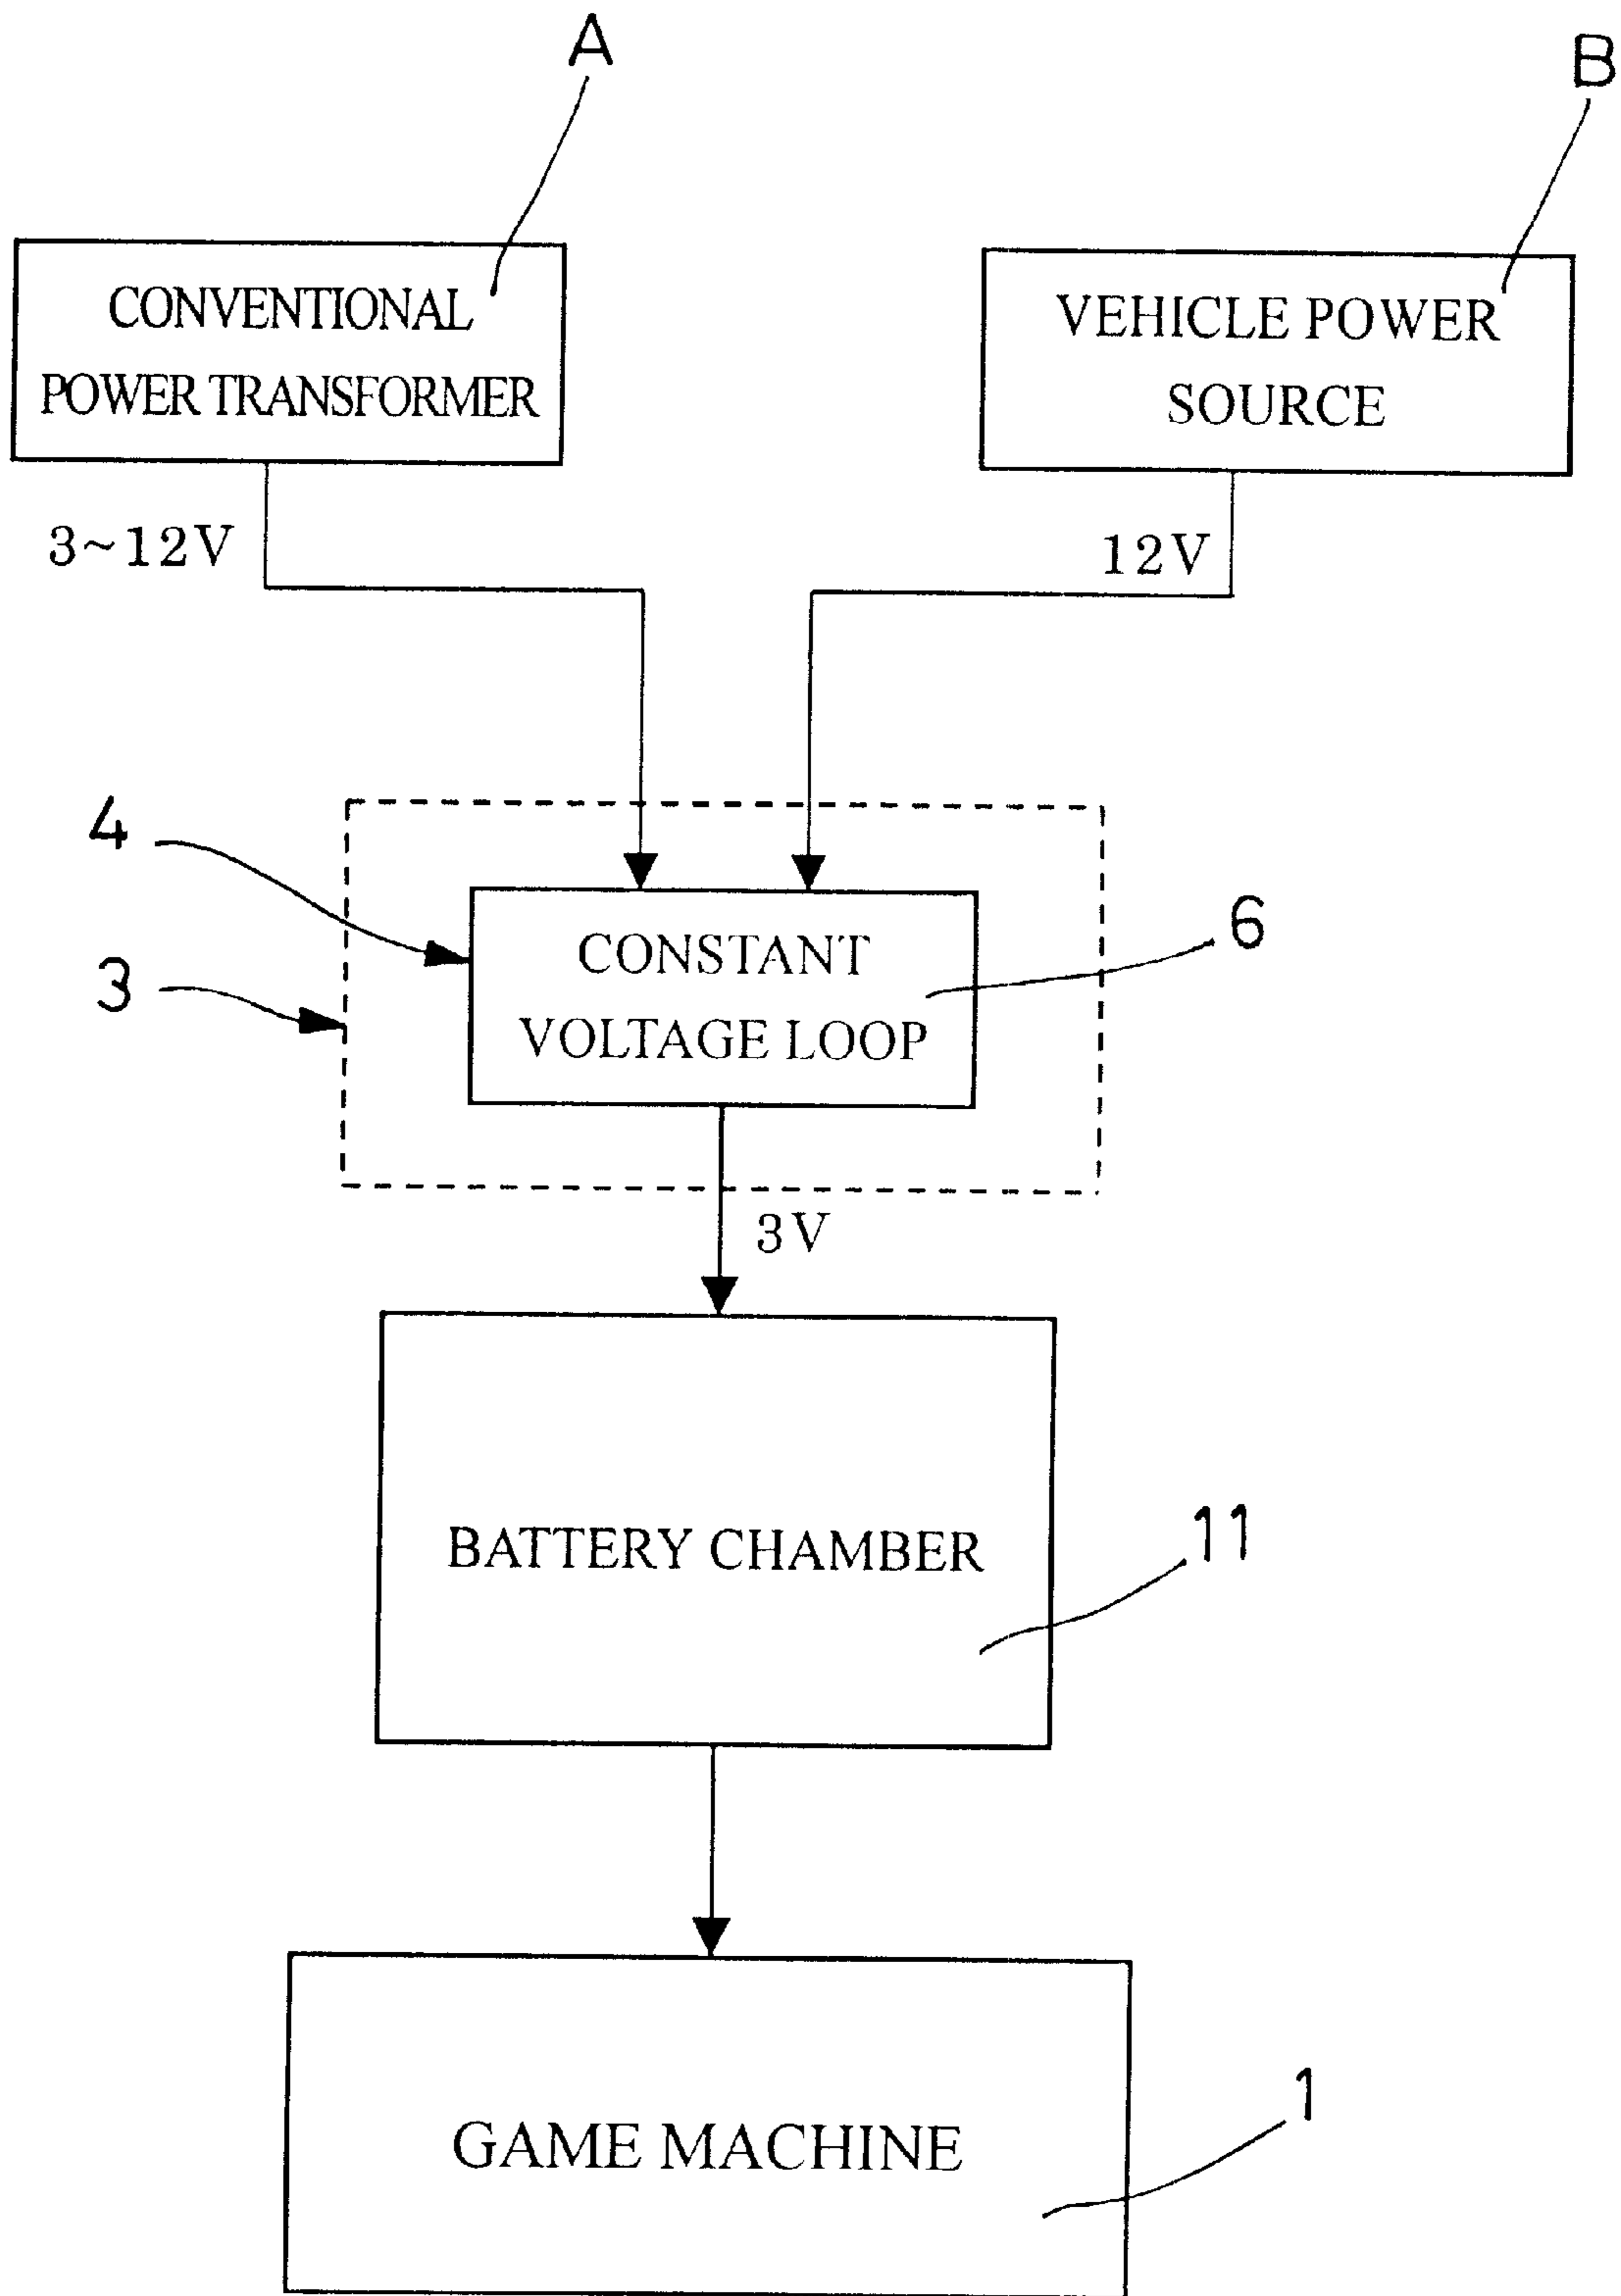 A
B
CONVENTIONAL
POWER TRANSFORMER
VEHICLE POWER
SOURCE
3~12V
12V
4
3
CONSTANT
VOLTAGE LOOP
6
3V
BATTERY CHAMBER
11
GAME MACHINE
1